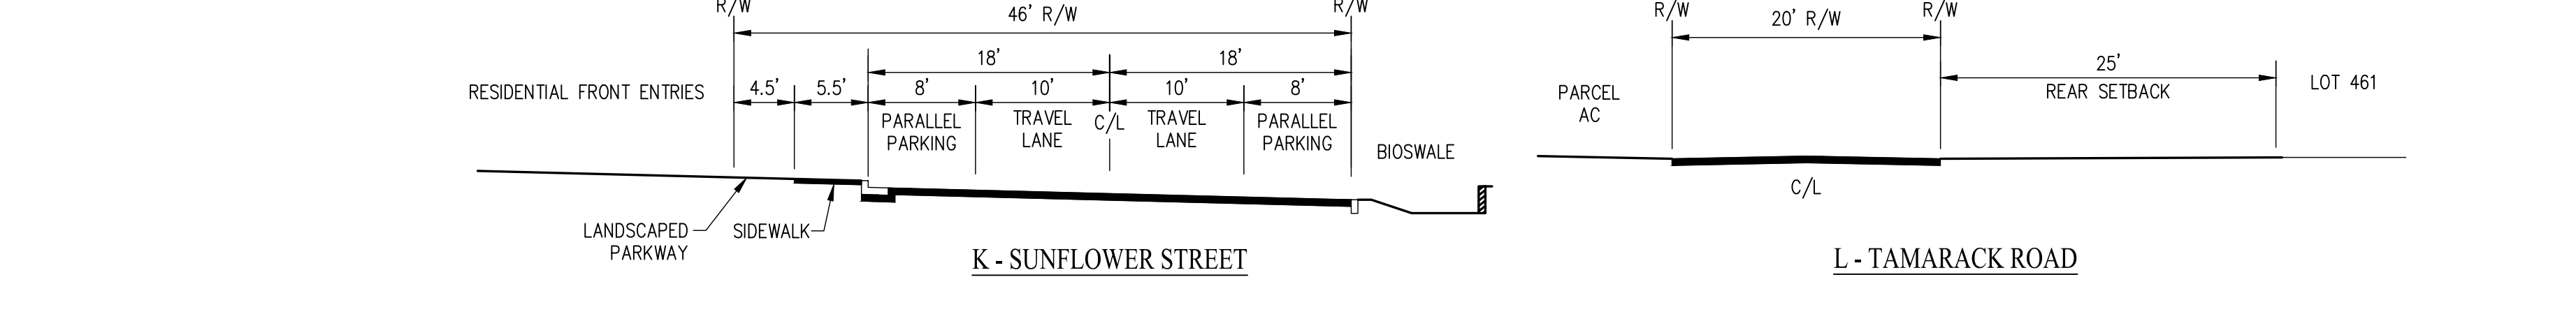 R/W
46' R/W
R/W
18'
18'
RESIDENTIAL FRONT ENTRIES
4.5'
5.5'
8'
10'
10'
8'
PARALLEL
PARKING
TRAVEL
LANE
C/L
TRAVEL
LANE
PARALLEL
PARKING
BIOSWALE
LANDSCAPED
PARKWAY
SIDEWALK
K - SUNFLOWER STREET
R/W
20' R/W
R/W
25'
REAR SETBACK
LOT 461
PARCEL
AC
C/L
L - TAMARACK ROAD